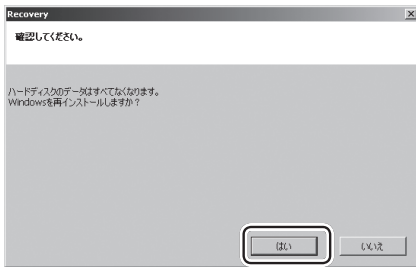 Recovery
確認してください。
ハードディスクのデータはすべてなくなります。
Windowsを再インストールしますか？
はい
いいえ